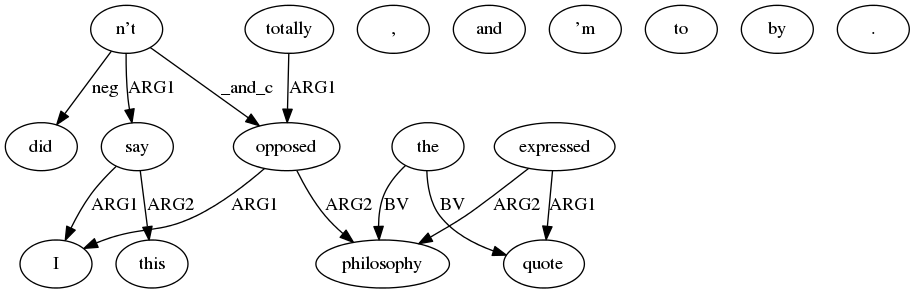 n't totally , and 'm to by .
neg ARG1 _and_c ARG1
did say opposed the expressed
ARG1 ARG2 ARG1 ARG2 BV BV ARG2 ARG1
I this philosophy quote